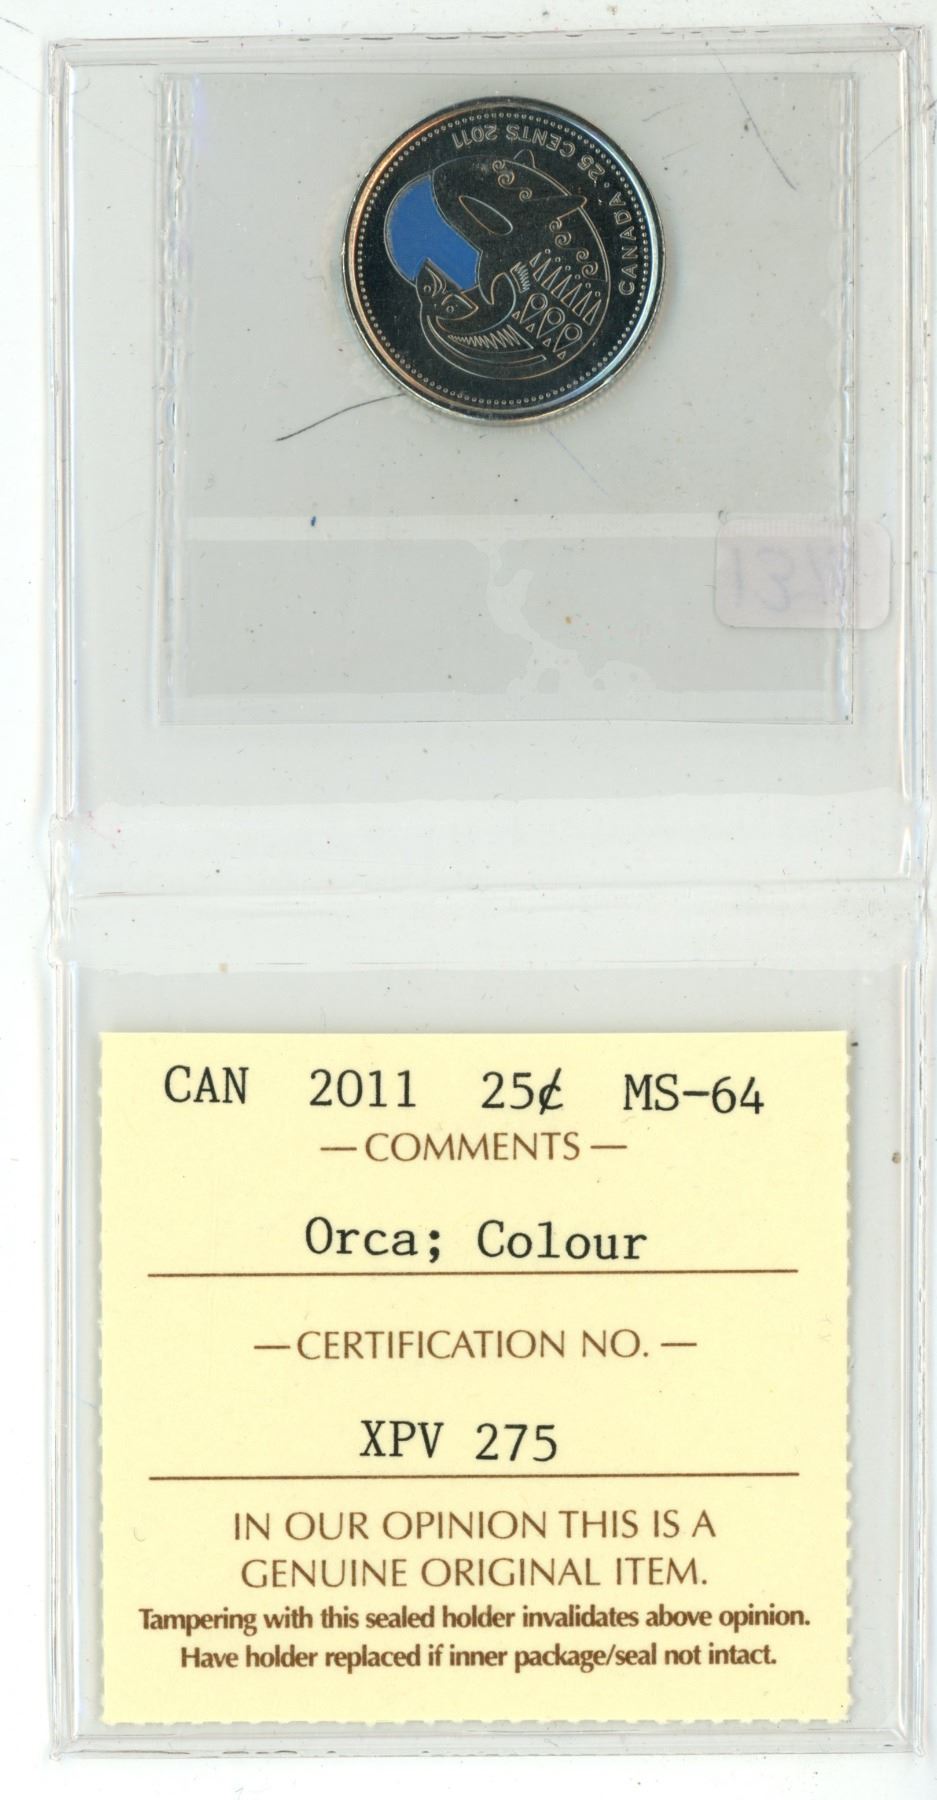 CANADA · 25 CENTS 2011
CAN 2011 25¢ MS-64
— COMMENTS —
Orca; Colour
— CERTIFICATION NO. —
XPV 275
IN OUR OPINION THIS IS A
GENUINE ORIGINAL ITEM.
Tampering with this sealed holder invalidates above opinion.
Have holder replaced if inner package/seal not intact.